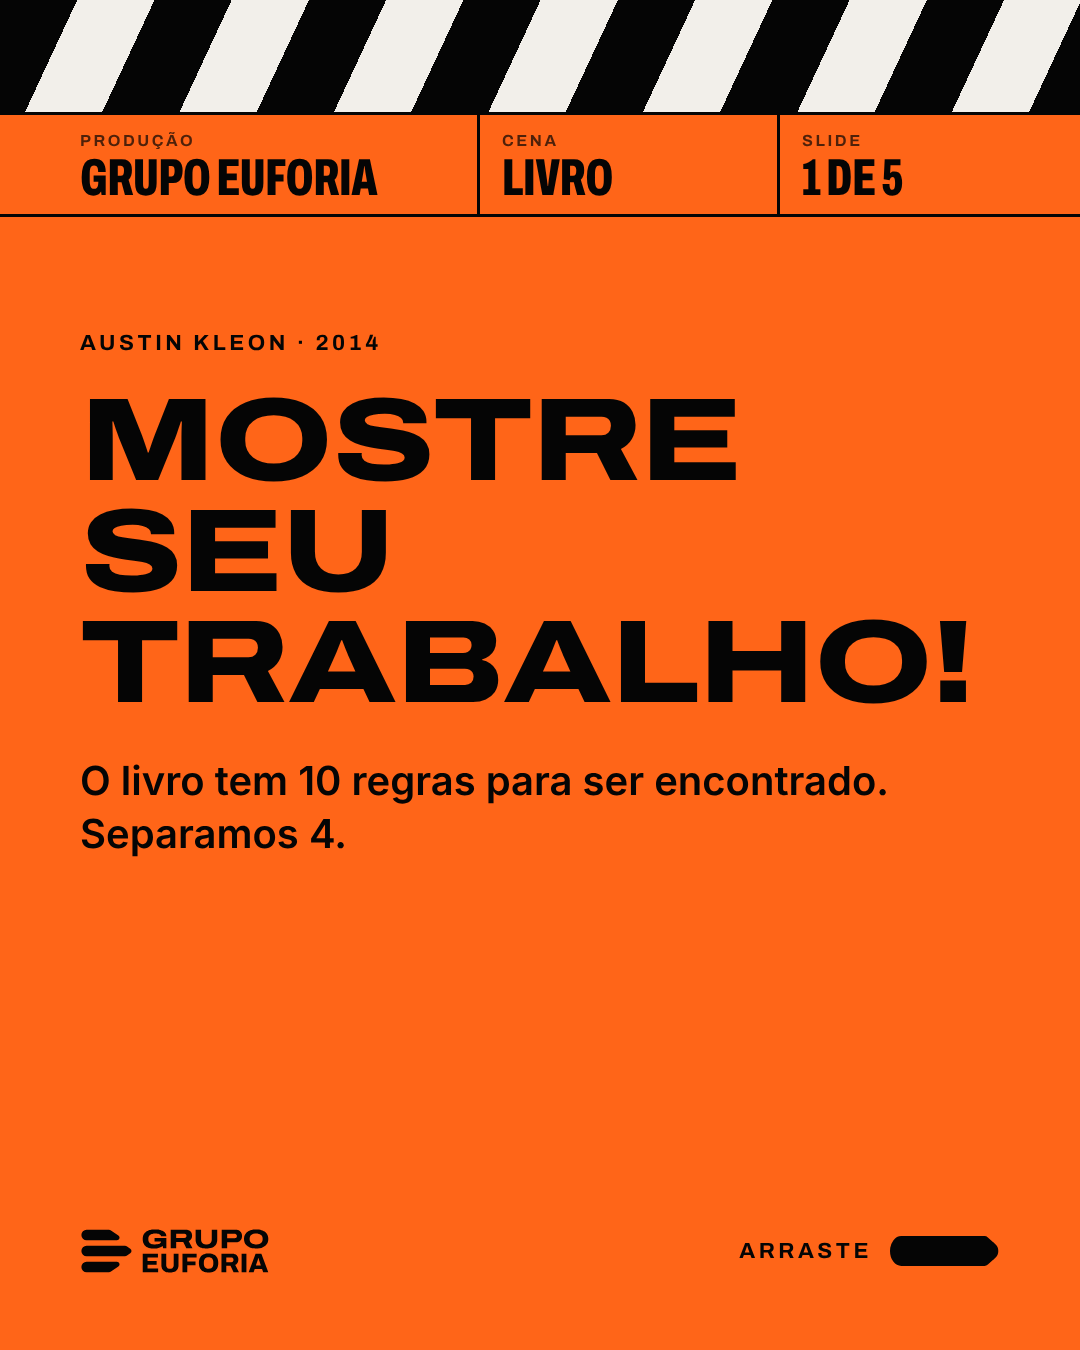 PRODUÇÃO
GRUPO EUFORIA
CENA
LIVRO
SLIDE
1 DE 5
AUSTIN KLEON · 2014
MOSTRE
SEU
TRABALHO!
O livro tem 10 regras para ser encontrado.
Separamos 4.
GRUPO
EUFORIA
ARRASTE